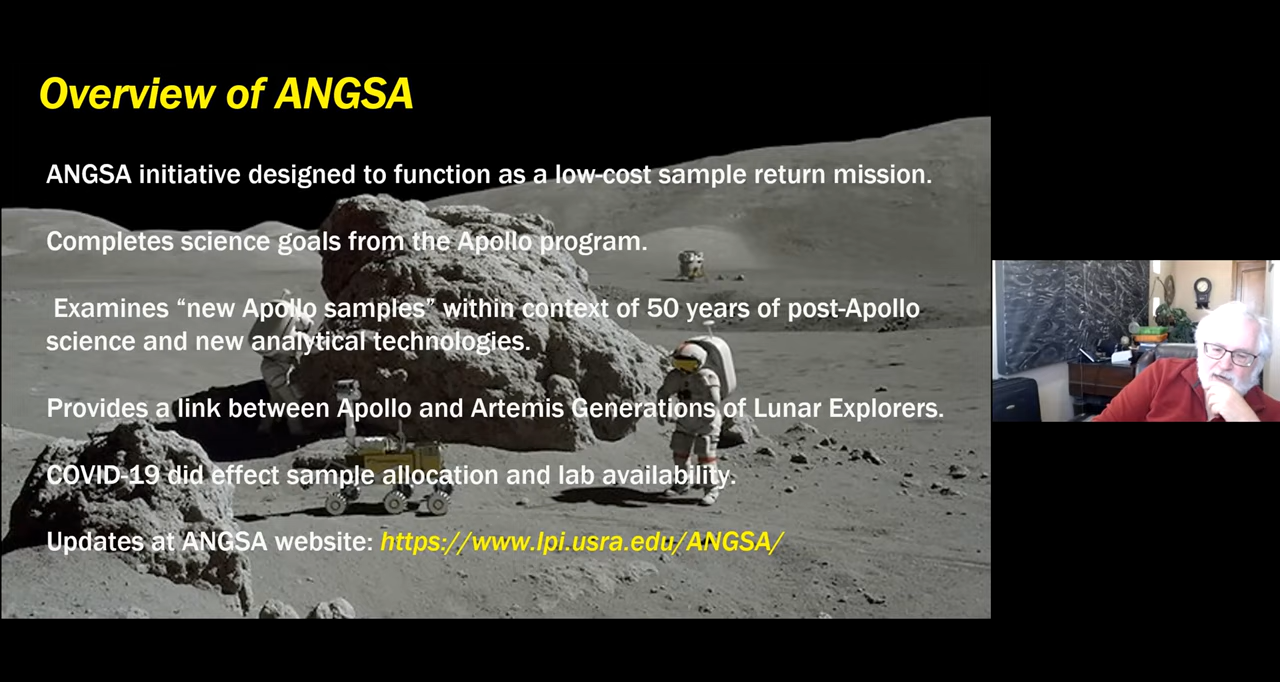 Overview of ANGSA
ANGSA initiative designed to function as a low-cost sample return mission.
Completes science goals from the Apollo program.
Examines “new Apollo samples” within context of 50 years of post-Apollo
science and new analytical technologies.
Provides a link between Apollo and Artemis Generations of Lunar Explorers.
COVID-19 did effect sample allocation and lab availability.
Updates at ANGSA website: https://www.lpi.usra.edu/ANGSA/